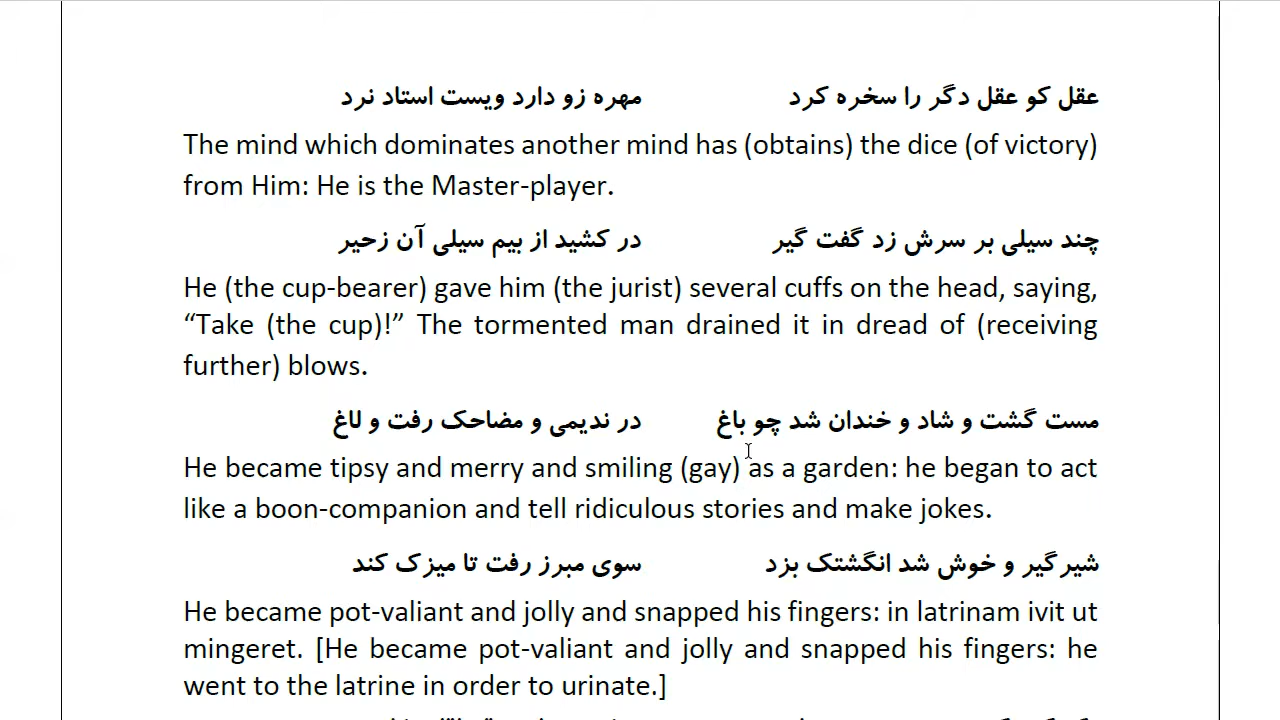 عقل کو عقل دگر را سخره کرد مهره زو دارد ویست استاد نرد
The mind which dominates another mind has (obtains) the dice (of victory)
from Him: He is the Master-player.
چند سیلی بر سرش زد گفت گیر در کشید از بیم سیلی آن زحیر
He (the cup-bearer) gave him (the jurist) several cuffs on the head, saying,
“Take (the cup)!” The tormented man drained it in dread of (receiving
further) blows.
مست گشت و شاد و خندان شد چو باغ در ندیمی و مضاحک رفت و لاغ
He became tipsy and merry and smiling (gay) as a garden: he began to act
like a boon-companion and tell ridiculous stories and make jokes.
شیرگیر و خوش شد انگشتک بزد سوی مبرز رفت تا میزک کند
He became pot-valiant and jolly and snapped his fingers: in latrinam ivit ut
mingeret. [He became pot-valiant and jolly and snapped his fingers: he
went to the latrine in order to urinate.]